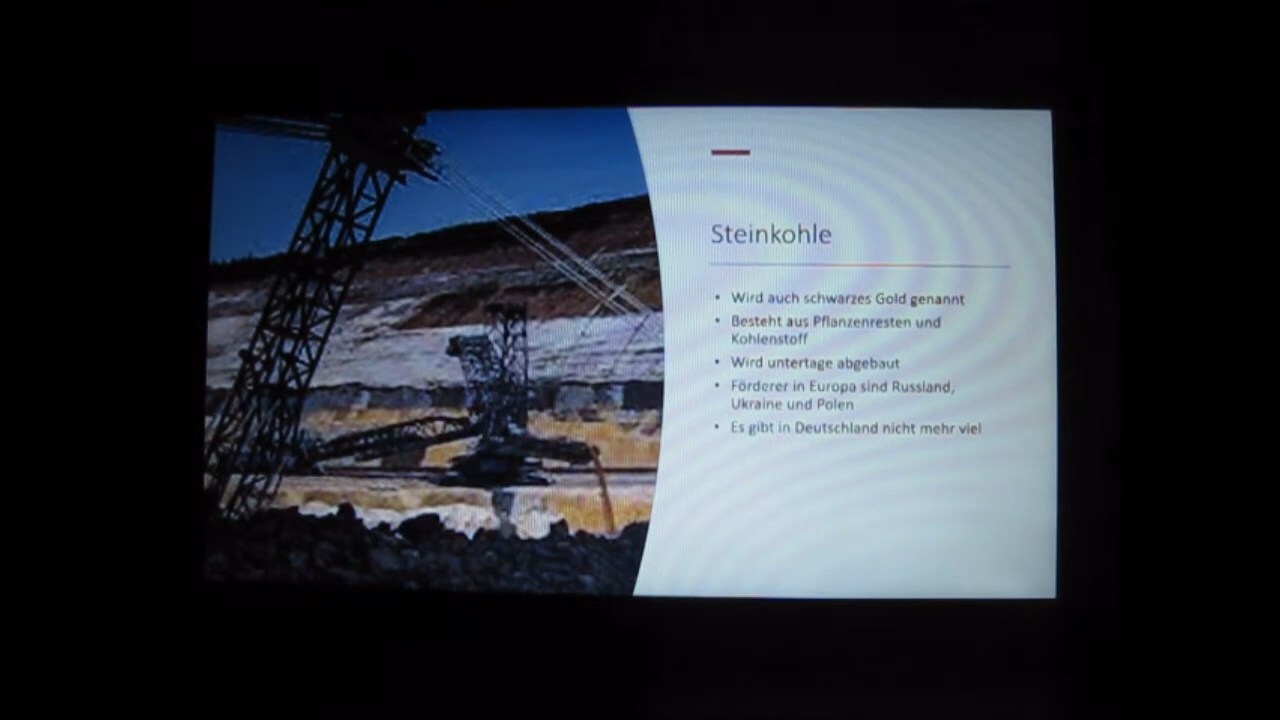 Steinkohle
• Wird auch schwarzes Gold genannt
• Besteht aus Pflanzenresten und
Kohlenstoff
• Wird untertage abgebaut
• Förderer in Europa sind Russland,
Ukraine und Polen
• Es gibt in Deutschland nicht mehr viel